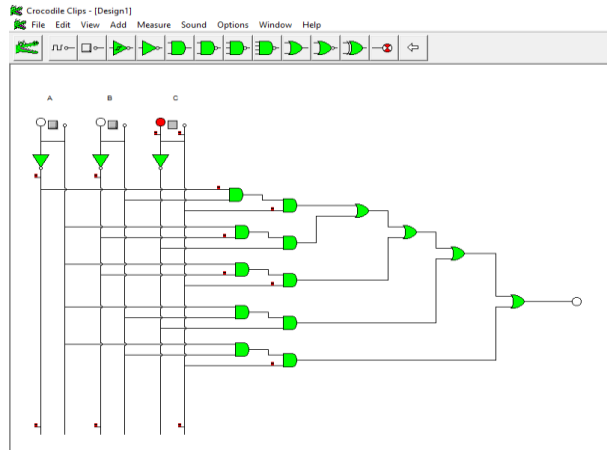 Crocodile Clips - [Design1]
File Edit View Add Measure Sound Options Window Help
A B C